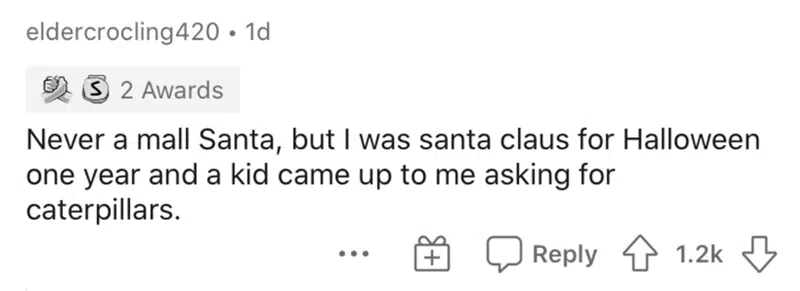 eldercrocling420 • 1d
S 2 Awards
Never a mall Santa, but I was santa claus for Halloween
one year and a kid came up to me asking for
caterpillars.
Reply 1.2k